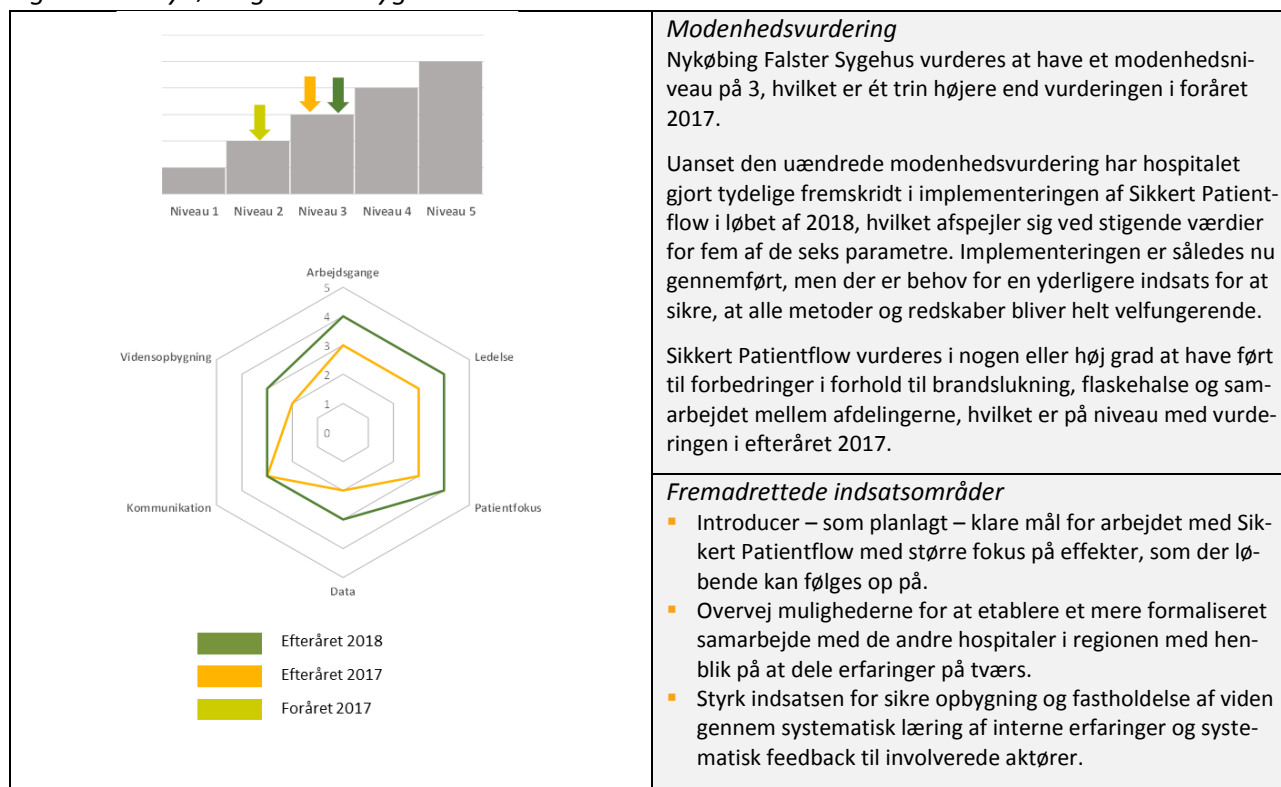 Modenhedsvurdering
Nykøbing Falster Sygehus vurderes at have et modenhedsni-
veau på 3, hvilket er ét trin højere end vurderingen i foråret
2017.
Uanset den uændrede modenhedsvurdering har hospitalet
gjort tydelige fremskridt i implementeringen af Sikkert Patient-
flow i løbet af 2018, hvilket afspejler sig ved stigende værdier
for fem af de seks parametre. Implementeringen er således nu
gennemført, men der er behov for en yderligere indsats for at
sikre, at alle metoder og redskaber bliver helt velfungerende.
Sikkert Patientflow vurderes i nogen eller høj grad at have ført
til forbedringer i forhold til brandslukning, flaskehalse og sam-
arbejdet mellem afdelingerne, hvilket er på niveau med vurde-
ringen i efteråret 2017.
Niveau 1 Niveau 2 Niveau 3 Niveau 4 Niveau 5
Arbejdsgange
5
4
3
2
1
0
Vidensopbygning
Ledelse
Kommunikation
Patientfokus
Data
Efteråret 2018
Efteråret 2017
Foråret 2017
Fremadrettede indsatsområder
▪ Introducer – som planlagt – klare mål for arbejdet med Sik-
kert Patientflow med større fokus på effekter, som der lø-
bende kan følges op på.
▪ Overvej mulighederne for at etablere et mere formaliseret
samarbejde med de andre hospitaler i regionen med hen-
blik på at dele erfaringer på tværs.
▪ Styrk indsatsen for sikre opbygning og fastholdelse af viden
gennem systematisk læring af interne erfaringer og syste-
matisk feedback til involverede aktører.